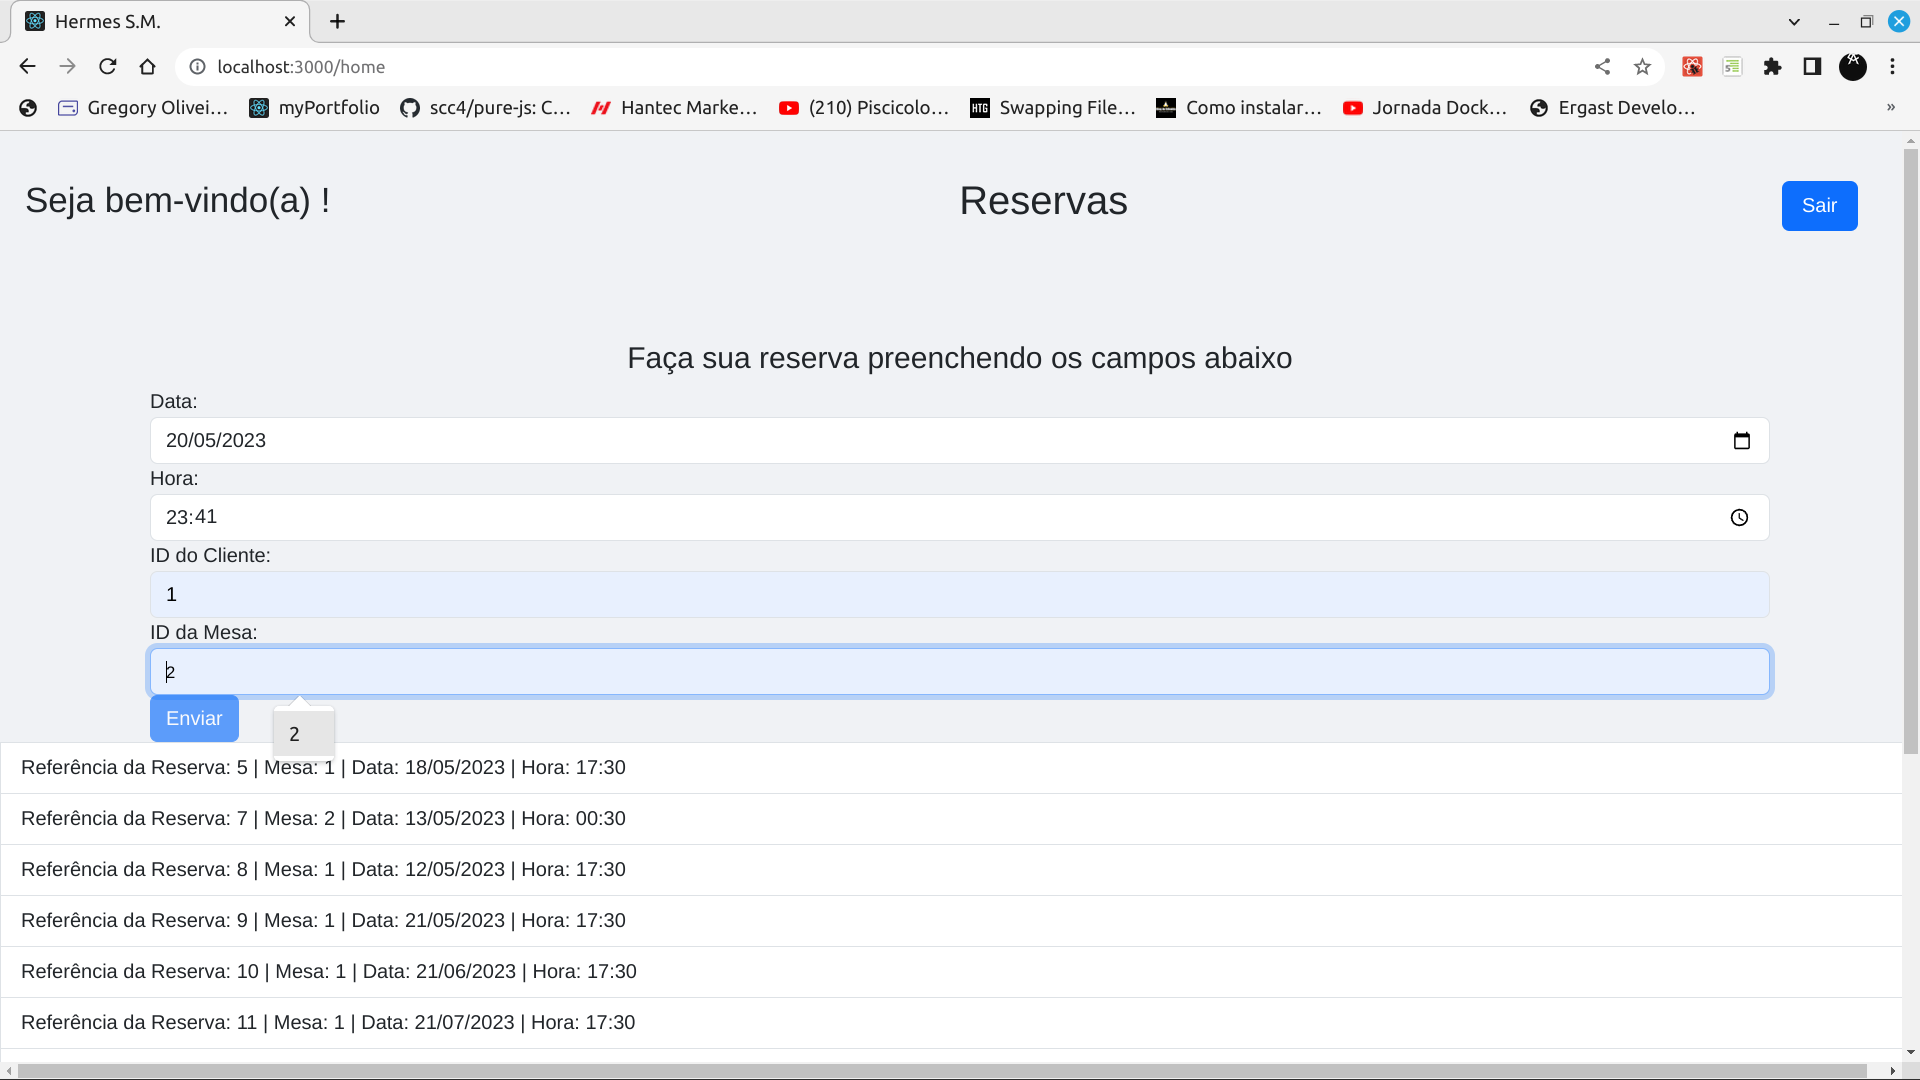 Hermes S.M.
localhost:3000/home
Gregory Olivei... myPortfolio scc4/pure-js: C... Hantec Marke... (210) Piscicolo... HTG Swapping File... Como instalar... Jornada Dock... Ergast Develo... »
Seja bem-vindo(a) ! Reservas Sair
Faça sua reserva preenchendo os campos abaixo
Data:
20/05/2023
Hora:
23:41
ID do Cliente:
1
ID da Mesa:
2
Enviar
2
Referência da Reserva: 5 | Mesa: 1 | Data: 18/05/2023 | Hora: 17:30
Referência da Reserva: 7 | Mesa: 2 | Data: 13/05/2023 | Hora: 00:30
Referência da Reserva: 8 | Mesa: 1 | Data: 12/05/2023 | Hora: 17:30
Referência da Reserva: 9 | Mesa: 1 | Data: 21/05/2023 | Hora: 17:30
Referência da Reserva: 10 | Mesa: 1 | Data: 21/06/2023 | Hora: 17:30
Referência da Reserva: 11 | Mesa: 1 | Data: 21/07/2023 | Hora: 17:30